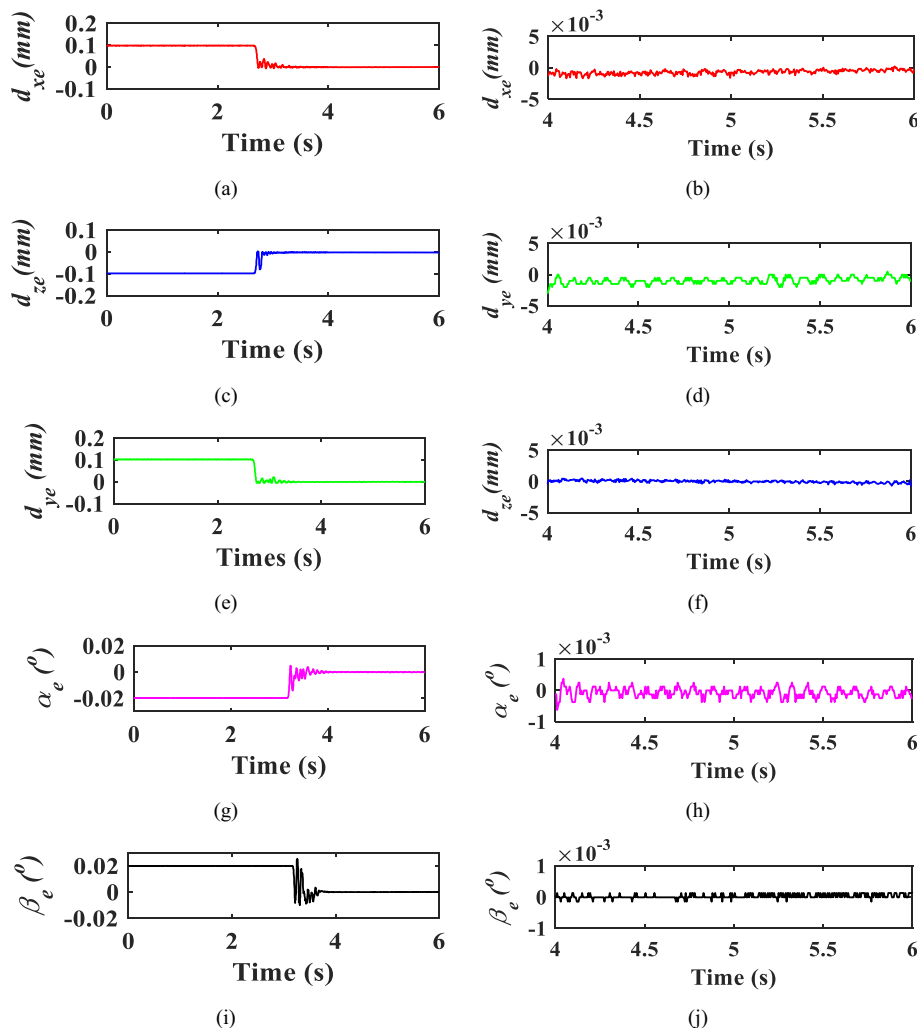 0.2
0.1
0
-0.1
d_xe (mm)
0 2 4 6
Time (s)
(a)
×10^-3
5
0
-5
d_xe (mm)
4 4.5 5 5.5 6
Time (s)
(b)
0.1
0
-0.1
-0.2
d_ze (mm)
0 2 4 6
Time (s)
(c)
×10^-3
5
0
-5
d_ye (mm)
4 4.5 5 5.5 6
Time (s)
(d)
0.2
0.1
0
-0.1
d_ye (mm)
0 2 4 6
Times (s)
(e)
×10^-3
5
0
-5
d_ze (mm)
4 4.5 5 5.5 6
Time (s)
(f)
0.02
0
-0.02
α_e (º)
0 2 4 6
Time (s)
(g)
×10^-3
1
0
-1
α_e (º)
4 4.5 5 5.5 6
Time (s)
(h)
0.02
0
-0.02
β_e (º)
0 2 4 6
Time (s)
(i)
×10^-3
1
0
-1
β_e (º)
4 4.5 5 5.5 6
Time (s)
(j)